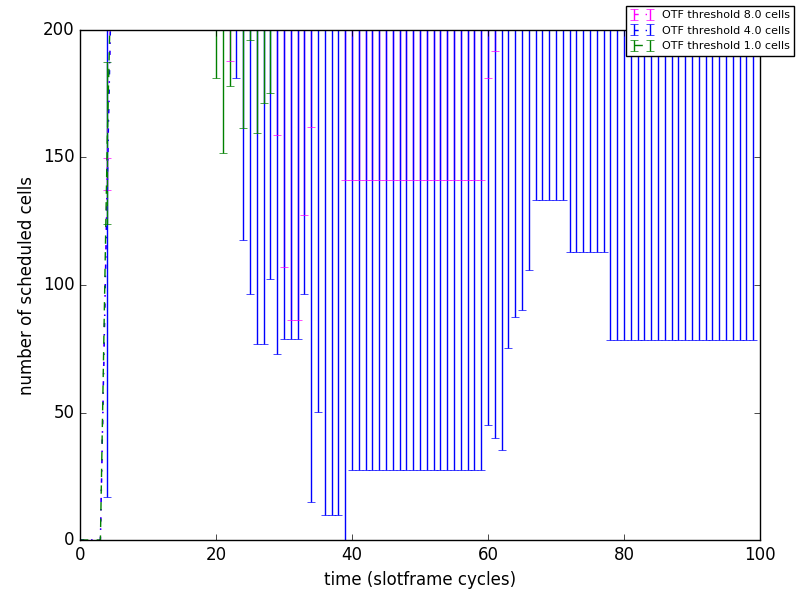 OTF threshold 8.0 cells
OTF threshold 4.0 cells
OTF threshold 1.0 cells
200
150
100
50
0
number of scheduled cells
0 20 40 60 80 100
time (slotframe cycles)